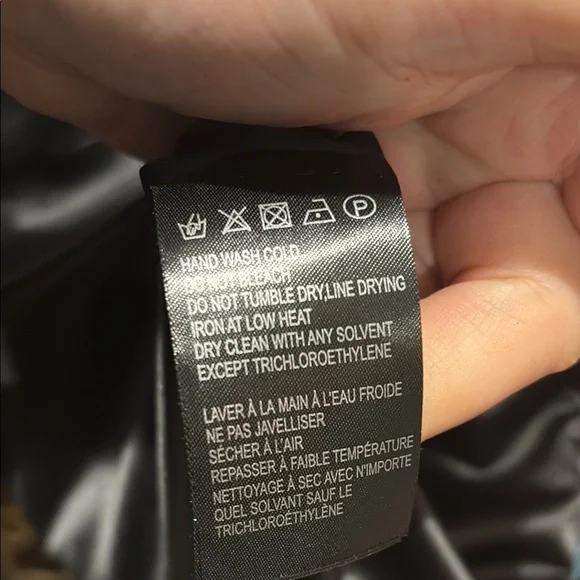 P
HAND WASH COLD
DO NOT BLEACH
DO NOT TUMBLE DRY,LINE DRYING
IRON AT LOW HEAT
DRY CLEAN WITH ANY SOLVENT
EXCEPT TRICHLOROETHYLENE
LAVER À LA MAIN À L'EAU FROIDE
NE PAS JAVELLISER
SÉCHER À L'AIR
REPASSER À FAIBLE TEMPÉRATURE
NETTOYAGE À SEC AVEC N'IMPORTE
QUEL SOLVANT SAUF LE
TRICHLOROÉTHYLÈNE